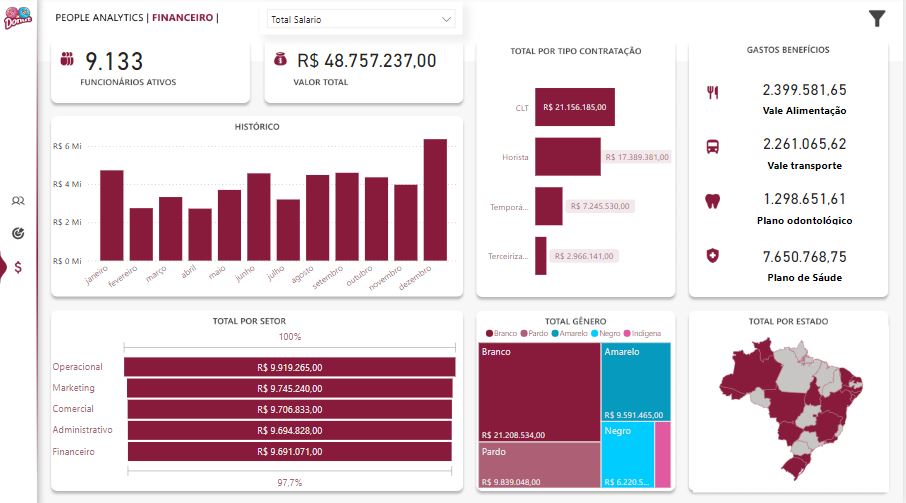 Donut
PEOPLE ANALYTICS | FINANCEIRO |
Total Salario
9.133
FUNCIONÁRIOS ATIVOS
R$ 48.757.237,00
VALOR TOTAL
HISTÓRICO
R$ 6 Mi
R$ 4 Mi
R$ 2 Mi
R$ 0 Mi
janeiro
fevereiro
março
abril
maio
junho
julho
agosto
setembro
outubro
novembro
dezembro
TOTAL POR TIPO CONTRATAÇÃO
CLT R$ 21.156.185,00
Horista R$ 17.389.381,00
Temporá... R$ 7.245.530,00
Terceiriza... R$ 2.966.141,00
GASTOS BENEFÍCIOS
2.399.581,65
Vale Alimentação
2.261.065,62
Vale transporte
1.298.651,61
Plano odontológico
7.650.768,75
Plano de Sáude
TOTAL POR SETOR
100%
Operacional R$ 9.919.265,00
Marketing R$ 9.745.240,00
Comercial R$ 9.706.833,00
Administrativo R$ 9.694.828,00
Financeiro R$ 9.691.071,00
97,7%
TOTAL GÊNERO
Branco Pardo Amarelo Negro Indígena
Branco
R$ 21.208.534,00
Pardo
R$ 9.839.048,00
Amarelo
R$ 9.591.465,00
Negro
R$ 6.220.5...
TOTAL POR ESTADO